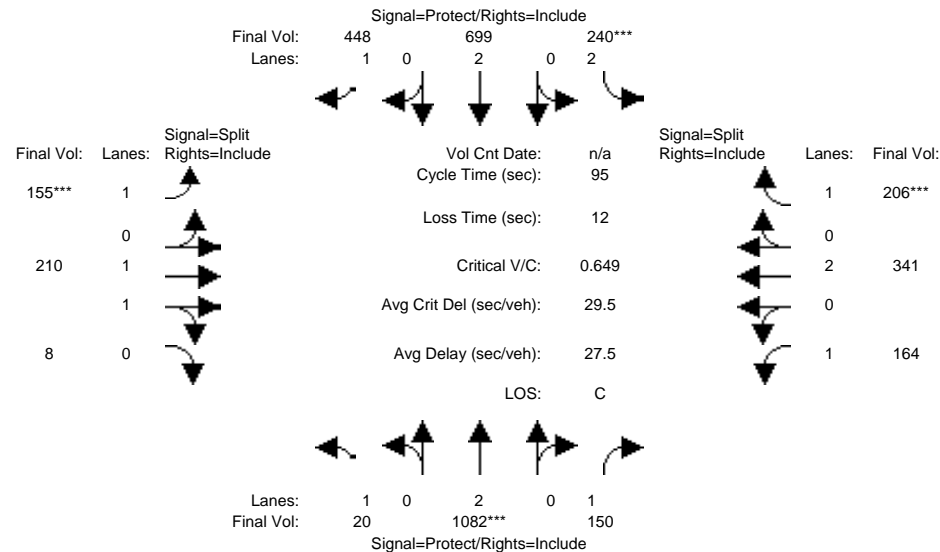 Signal=Protect/Rights=Include
Final Vol: 448 699 240***
Lanes: 1 0 2 0 2
Signal=Split Signal=Split
Final Vol: Lanes: Rights=Include Vol Cnt Date: n/a Rights=Include Lanes: Final Vol:
Cycle Time (sec): 95
155*** 1 1 206***
Loss Time (sec): 12
0 0
210 1 Critical V/C: 0.649 2 341
1 Avg Crit Del (sec/veh): 29.5 0
8 0 Avg Delay (sec/veh): 27.5 1 164
LOS: C
Lanes: 1 0 2 0 1
Final Vol: 20 1082*** 150
Signal=Protect/Rights=Include